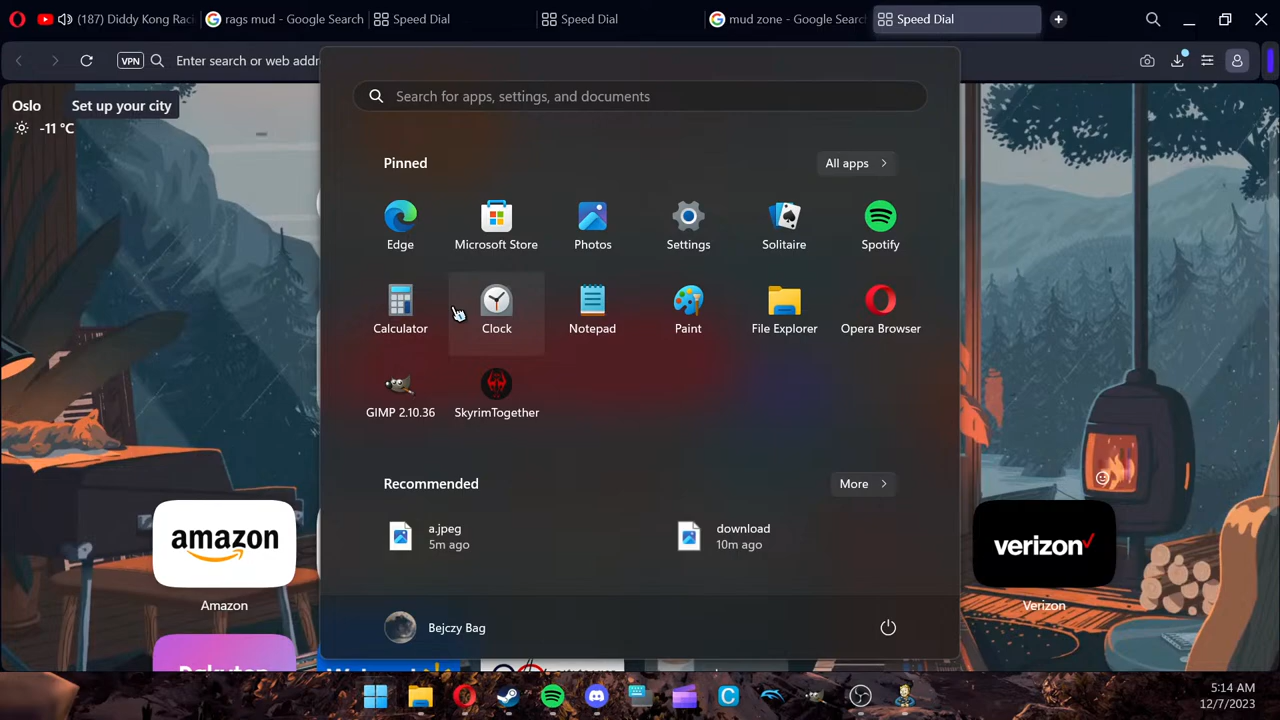 (187) Diddy Kong Raci
rags mud - Google Search
Speed Dial
Speed Dial
mud zone - Google Search
Speed Dial
VPN
Enter search or web addr
Oslo
Set up your city
-11 °C
Search for apps, settings, and documents
Pinned
All apps
Edge
Microsoft Store
Photos
Settings
Solitaire
Spotify
Calculator
Clock
Notepad
Paint
File Explorer
Opera Browser
GIMP 2.10.36
SkyrimTogether
Recommended
More
a.jpeg
5m ago
download
10m ago
amazon
Amazon
verizon
Verizon
Bejczy Bag
5:14 AM
12/7/2023